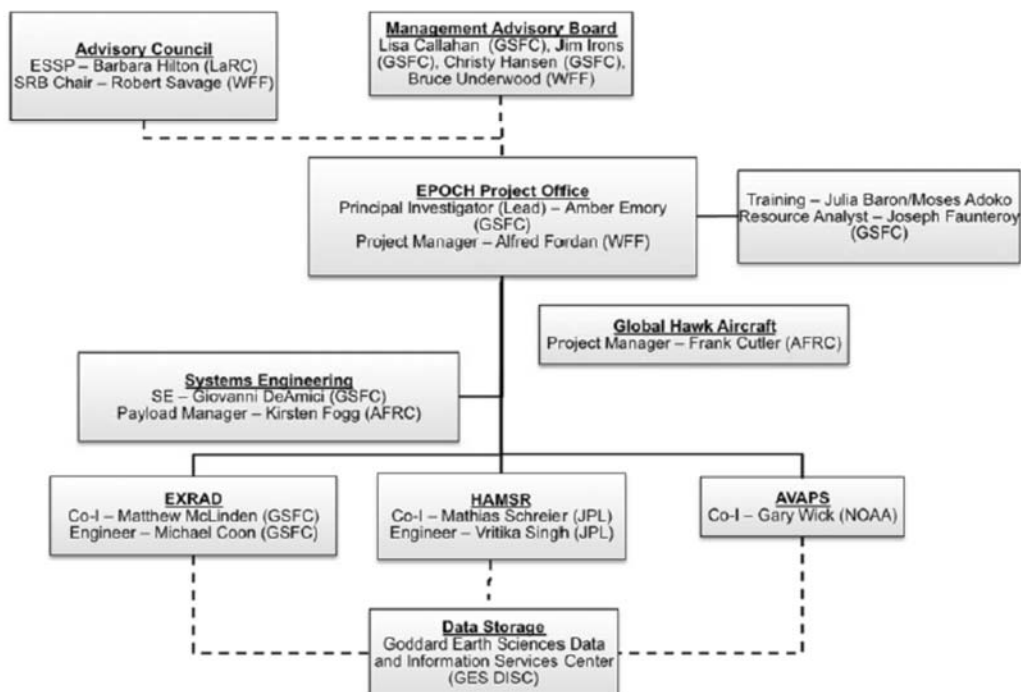 Advisory Council
ESSP – Barbara Hilton (LaRC)
SRB Chair – Robert Savage (WFF)
Management Advisory Board
Lisa Callahan (GSFC), Jim Irons
(GSFC), Christy Hansen (GSFC),
Bruce Underwood (WFF)
EPOCH Project Office
Principal Investigator (Lead) – Amber Emory
(GSFC)
Project Manager – Alfred Fordan (WFF)
Training – Julia Baron/Moses Adoko
Resource Analyst – Joseph Faunteroy
(GSFC)
Global Hawk Aircraft
Project Manager – Frank Cutler (AFRC)
Systems Engineering
SE – Giovanni DeAmici (GSFC)
Payload Manager – Kirsten Fogg (AFRC)
EXRAD
Co-I – Matthew McLinden (GSFC)
Engineer – Michael Coon (GSFC)
HAMSR
Co-I – Mathias Schreier (JPL)
Engineer – Vritika Singh (JPL)
AVAPS
Co-I – Gary Wick (NOAA)
Data Storage
Goddard Earth Sciences Data
and Information Services Center
(GES DISC)